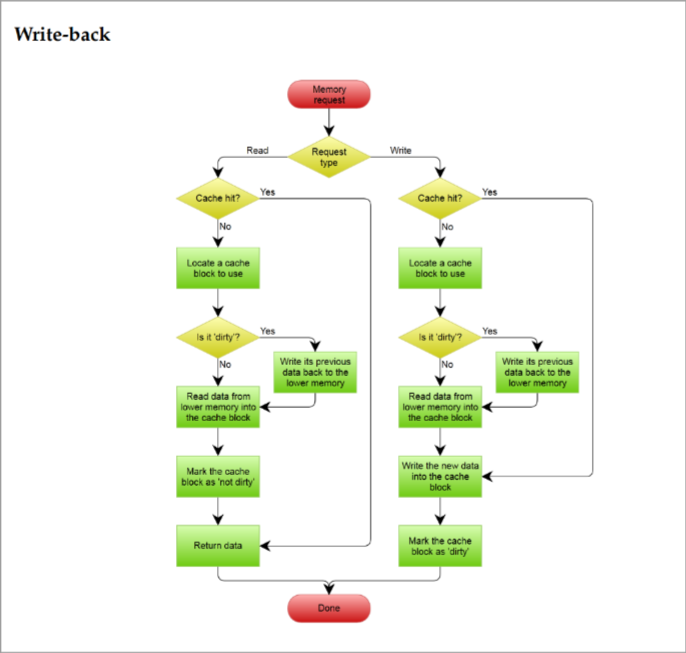 Write-back
Memory
request
Request
type
Read
Write
Cache hit?
Yes
No
Locate a cache
block to use
Is it 'dirty'?
Yes
No
Write its previous
data back to the
lower memory
Read data from
lower memory into
the cache block
Mark the cache
block as 'not dirty'
Return data
Cache hit?
Yes
No
Locate a cache
block to use
Is it 'dirty'?
Yes
No
Write its previous
data back to the
lower memory
Read data from
lower memory into
the cache block
Write the new data
into the cache
block
Mark the cache
block as 'dirty'
Done